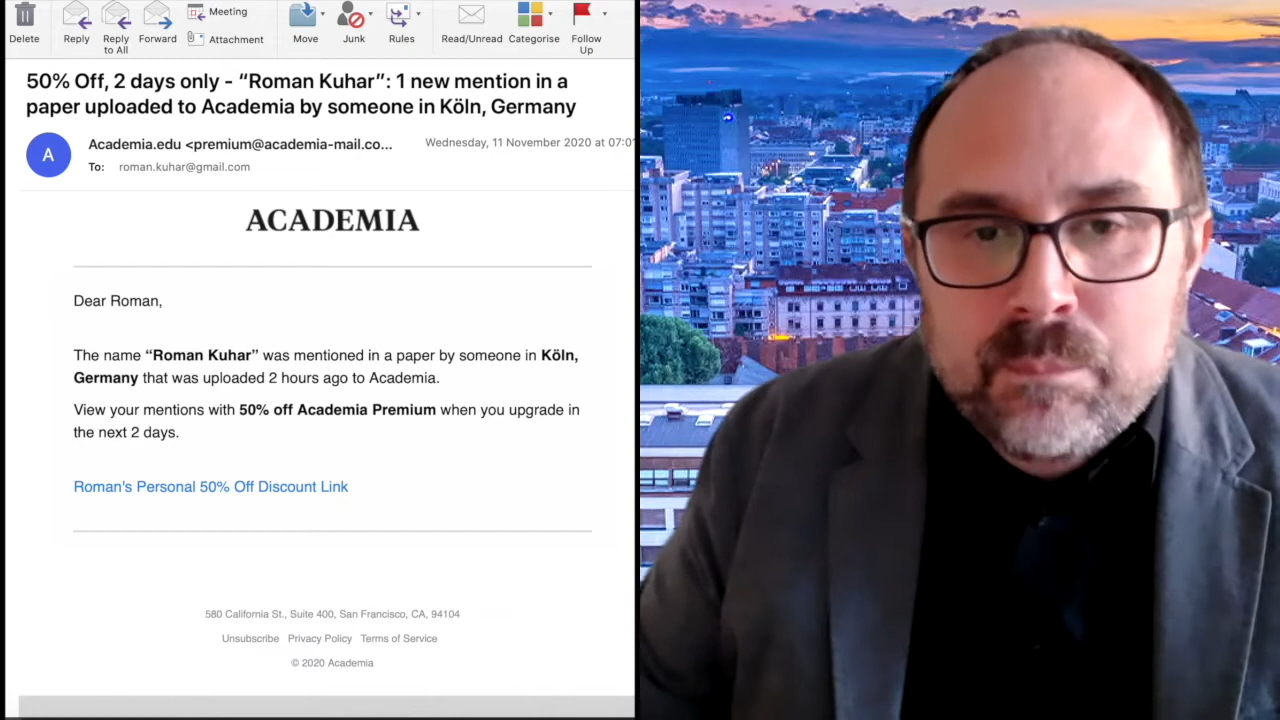 Delete
Reply
Reply to All
Forward
Meeting
Attachment
Move
Junk
Rules
Read/Unread
Categorise
Follow Up
50% Off, 2 days only - “Roman Kuhar”: 1 new mention in a
paper uploaded to Academia by someone in Köln, Germany
A
Academia.edu <premium@academia-mail.co...
Wednesday, 11 November 2020 at 07:01
To: roman.kuhar@gmail.com
ACADEMIA
Dear Roman,
The name “Roman Kuhar” was mentioned in a paper by someone in Köln,
Germany that was uploaded 2 hours ago to Academia.
View your mentions with 50% off Academia Premium when you upgrade in
the next 2 days.
Roman's Personal 50% Off Discount Link
580 California St., Suite 400, San Francisco, CA, 94104
Unsubscribe Privacy Policy Terms of Service
© 2020 Academia